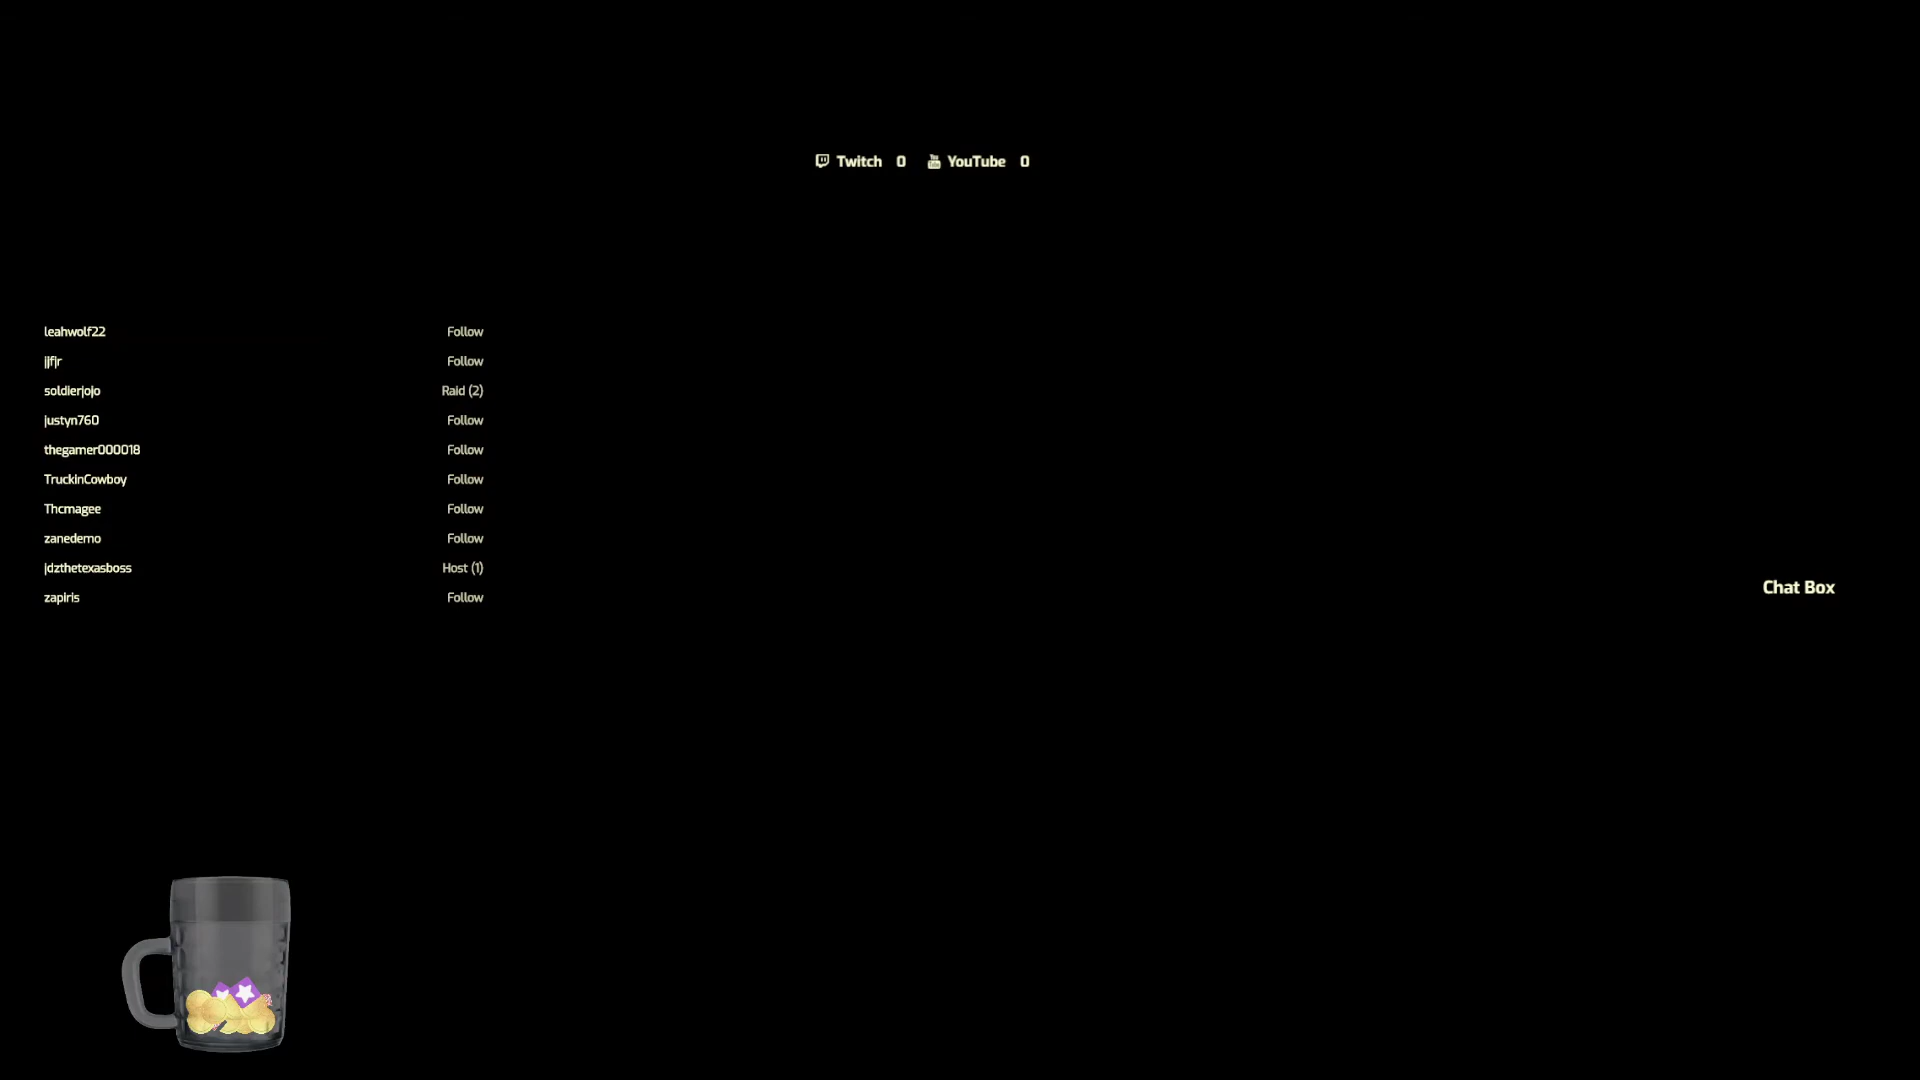 Twitch 0 YouTube 0
leahwolf22 Follow
jjfjr Follow
soldierjojo Raid (2)
justyn760 Follow
thegamer000018 Follow
TruckinCowboy Follow
Thcmagee Follow
zanedemo Follow
jdzthetexasboss Host (1)
Chat Box
zapiris Follow